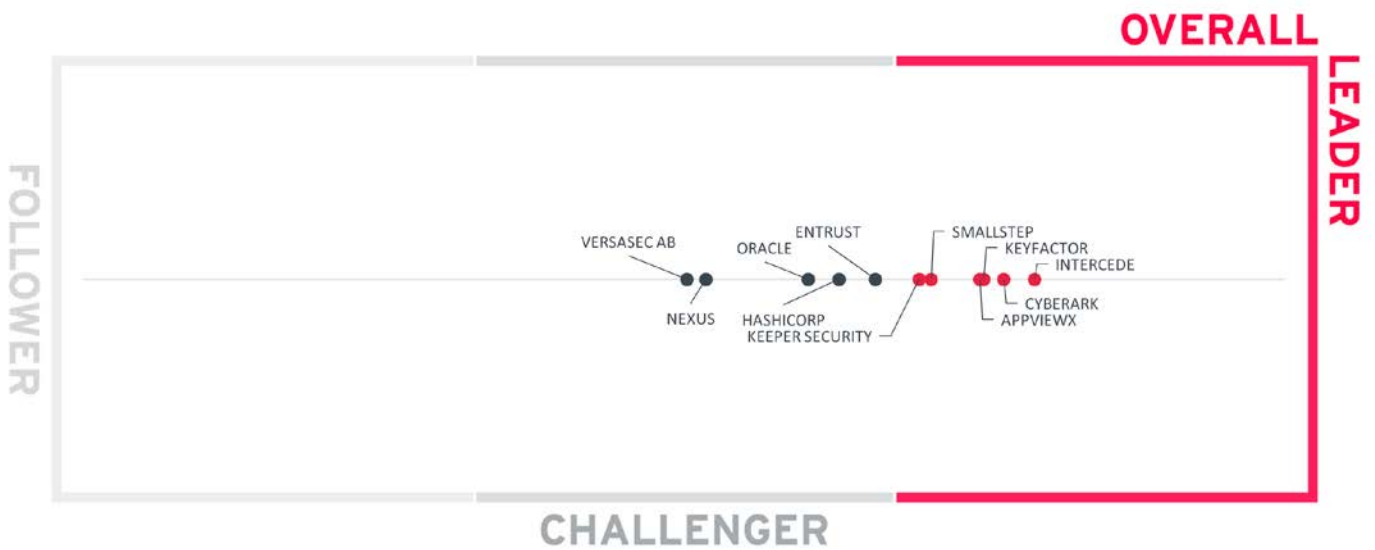 OVERALL
LEADER
FOLLOWER
ENTRUST
SMALLSTEP
VERSASEC AB
ORACLE
KEYFACTOR
INTERCEDE
CYBERARK
NEXUS
HASHICORP
APPVIEWX
KEEPER SECURITY
CHALLENGER